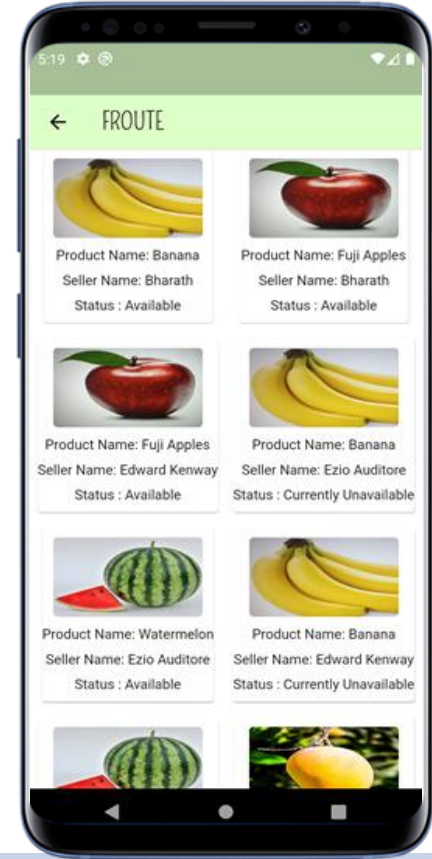 5:19
FROUTE
Product Name: Banana
Seller Name: Bharath
Status : Available
Product Name: Fuji Apples
Seller Name: Bharath
Status : Available
Product Name: Fuji Apples
Seller Name: Edward Kenway
Status : Available
Product Name: Banana
Seller Name: Ezio Auditore
Status : Currently Unavailable
Product Name: Watermelon
Seller Name: Ezio Auditore
Status : Available
Product Name: Banana
Seller Name: Edward Kenway
Status : Currently Unavailable